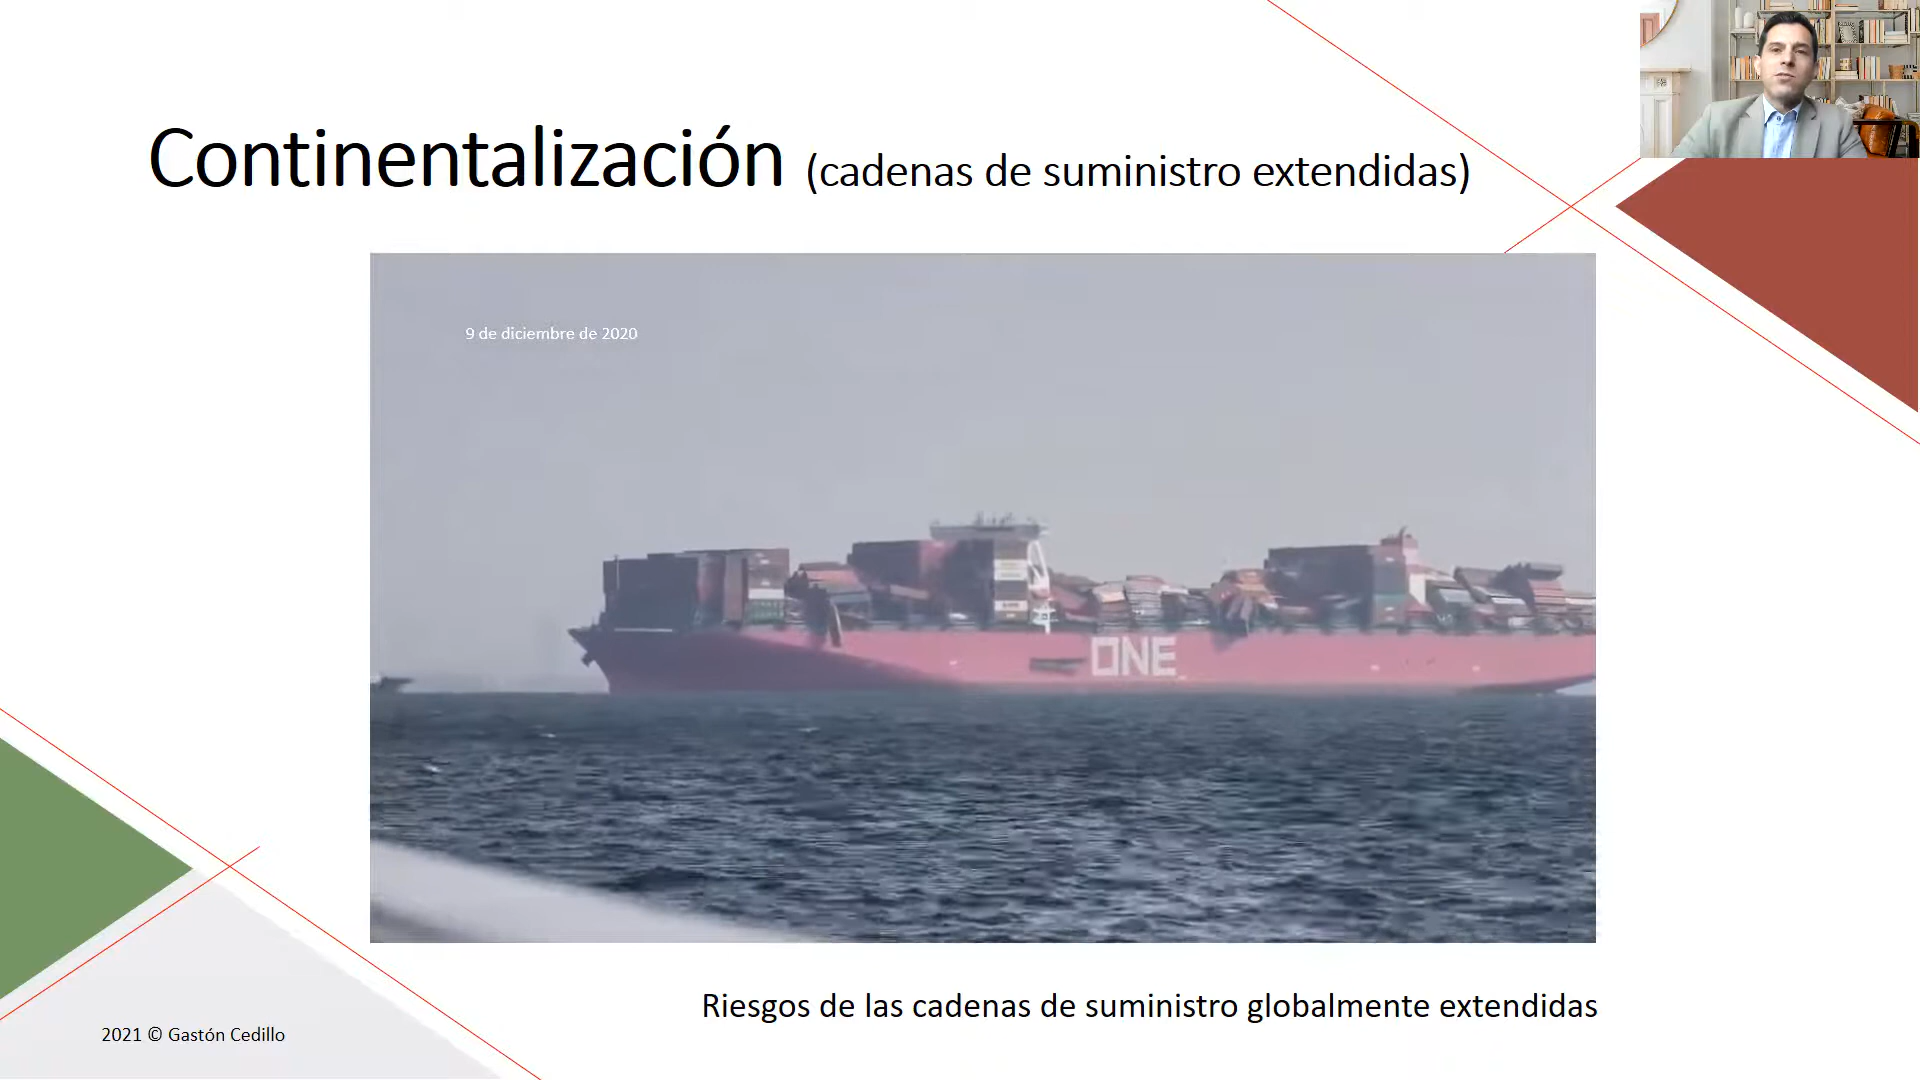 Continentalización (cadenas de suministro extendidas)
9 de diciembre de 2020
ONE
Riesgos de las cadenas de suministro globalmente extendidas
2021 © Gastón Cedillo